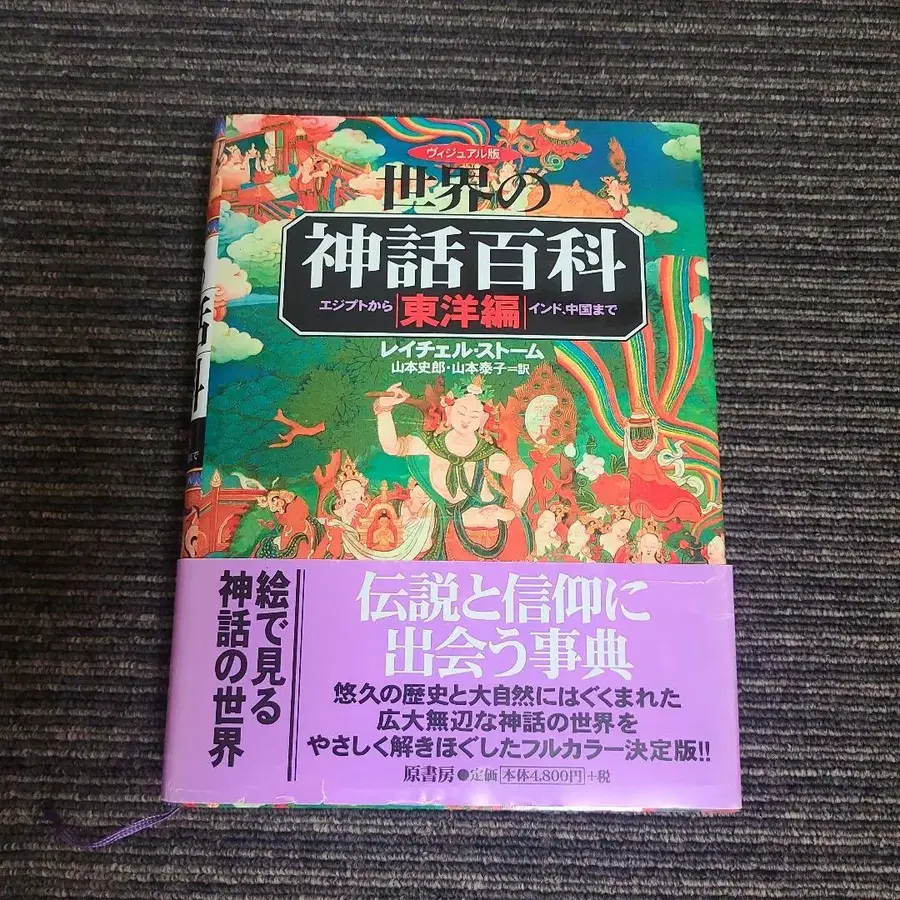 ヴィジュアル版
世界の
神話百科
エジプトから 東洋編 インド、中国まで
レイチェル・ストーム
山本史郎・山本泰子=訳
絵で見る
神話の世界
伝説と信仰に
出会う事典
悠久の歴史と大自然にはぐくまれた
広大無辺な神話の世界を
やさしく解きほぐしたフルカラー決定版!!
原書房●定価 本体4,800円 +税